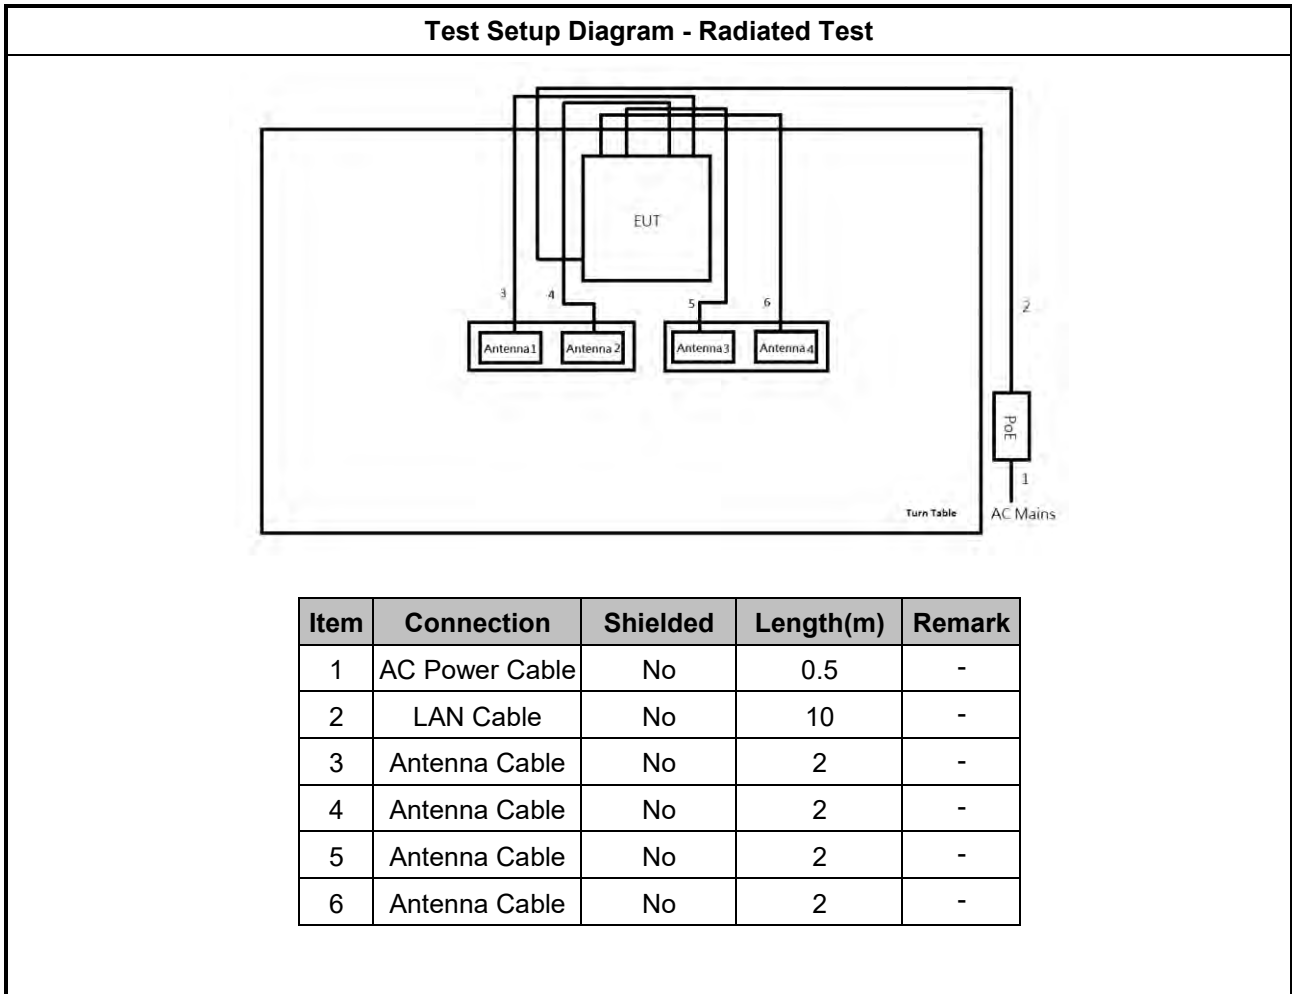 Test Setup Diagram - Radiated Test
EUT
3
4
5
6
2
Antenna1
Antenna 2
Antenna3
Antenna4
PoE
1
Turn Table
AC Mains
Item Connection Shielded Length(m) Remark
1 AC Power Cable No 0.5 -
2 LAN Cable No 10 -
3 Antenna Cable No 2 -
4 Antenna Cable No 2 -
5 Antenna Cable No 2 -
6 Antenna Cable No 2 -